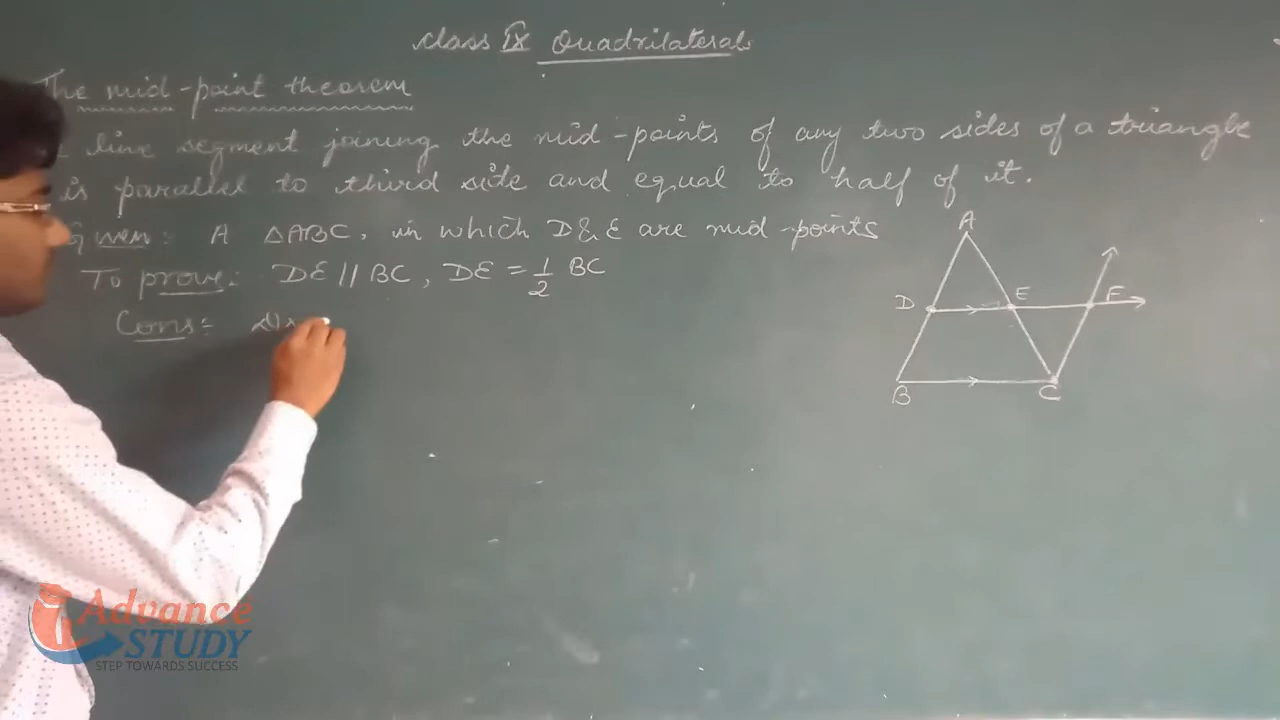 Class IX Quadrilaterals
The mid-point theorem
line segment joining the mid-points of any two sides of a triangle
is parallel to third side and equal to half of it.
Given: A △ABC, in which D & E are mid-points
To prove: DE // BC, DE = 1/2 BC
Cons:
A
D E F
B C
Advance
STUDY
STEP TOWARDS SUCCESS